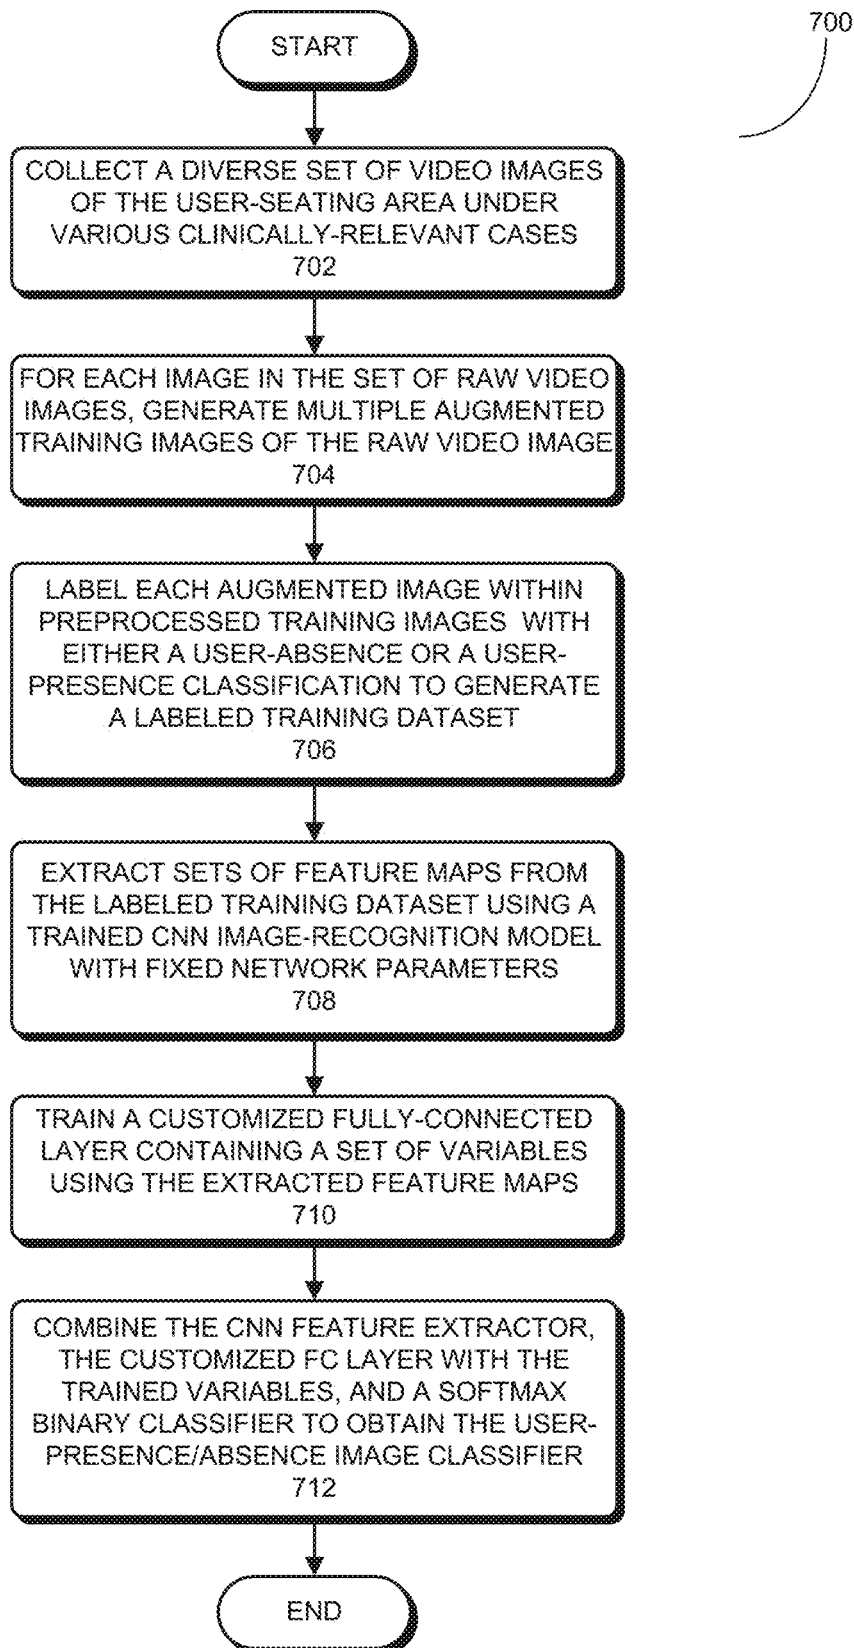 700
START
COLLECT A DIVERSE SET OF VIDEO IMAGES
OF THE USER-SEATING AREA UNDER
VARIOUS CLINICALLY-RELEVANT CASES
702
FOR EACH IMAGE IN THE SET OF RAW VIDEO
IMAGES, GENERATE MULTIPLE AUGMENTED
TRAINING IMAGES OF THE RAW VIDEO IMAGE
704
LABEL EACH AUGMENTED IMAGE WITHIN
PREPROCESSED TRAINING IMAGES WITH
EITHER A USER-ABSENCE OR A USER-
PRESENCE CLASSIFICATION TO GENERATE
A LABELED TRAINING DATASET
706
EXTRACT SETS OF FEATURE MAPS FROM
THE LABELED TRAINING DATASET USING A
TRAINED CNN IMAGE-RECOGNITION MODEL
WITH FIXED NETWORK PARAMETERS
708
TRAIN A CUSTOMIZED FULLY-CONNECTED
LAYER CONTAINING A SET OF VARIABLES
USING THE EXTRACTED FEATURE MAPS
710
COMBINE THE CNN FEATURE EXTRACTOR,
THE CUSTOMIZED FC LAYER WITH THE
TRAINED VARIABLES, AND A SOFTMAX
BINARY CLASSIFIER TO OBTAIN THE USER-
PRESENCE/ABSENCE IMAGE CLASSIFIER
712
END